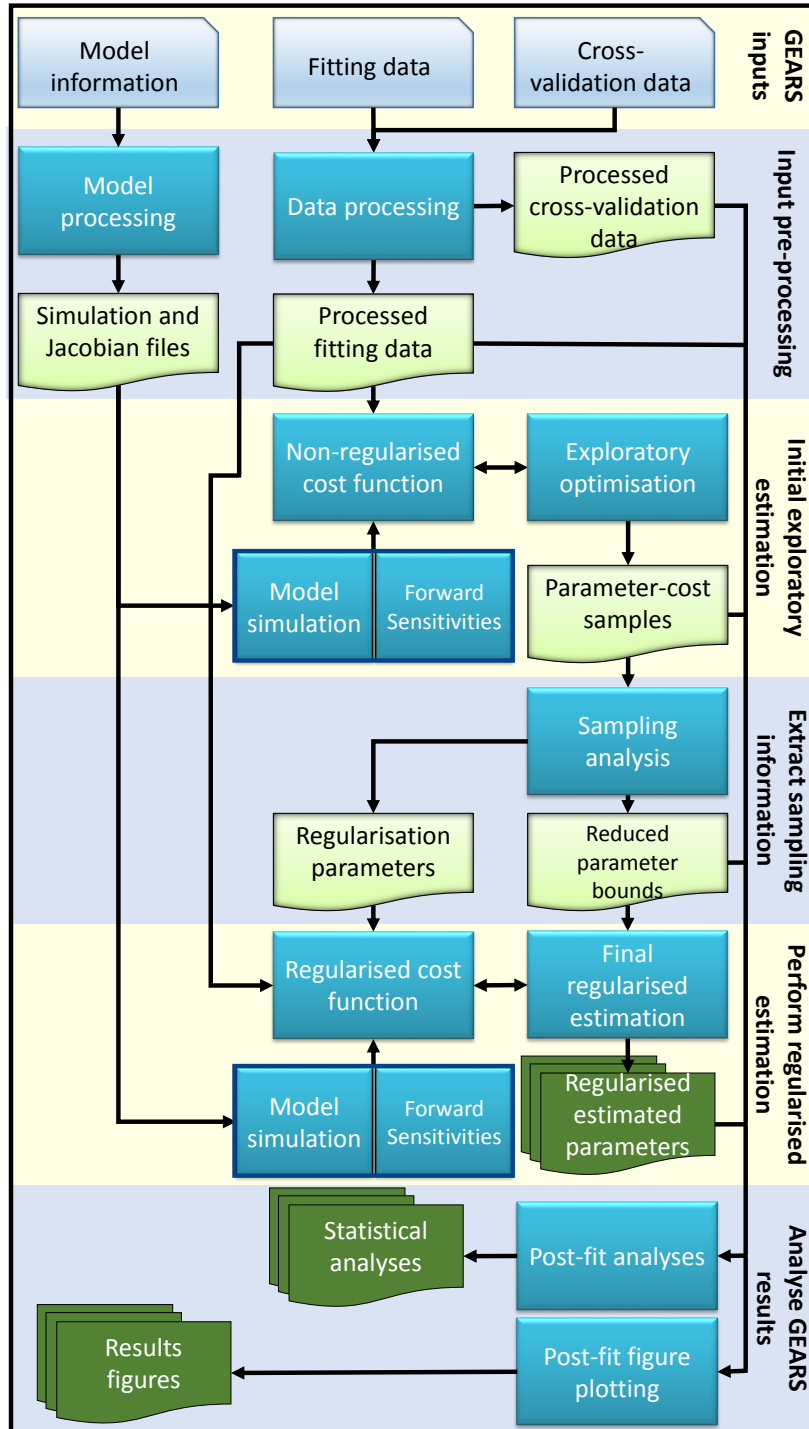 Model
information
Fitting data
Cross-
validation data
GEARS
inputs
Model
processing
Data processing
Processed
cross-validation
data
Input pre-processing
Simulation and
Jacobian files
Processed
fitting data
Non-regularised
cost function
Exploratory
optimisation
Initial exploratory
estimation
Model
simulation
Forward
Sensitivities
Parameter-cost
samples
Sampling
analysis
Extract sampling
information
Regularisation
parameters
Reduced
parameter
bounds
Regularised cost
function
Final
regularised
estimation
Perform regularised
estimation
Model
simulation
Forward
Sensitivities
Regularised
estimated
parameters
Statistical
analyses
Post-fit analyses
Analyse GEARS
results
Results
figures
Post-fit figure
plotting